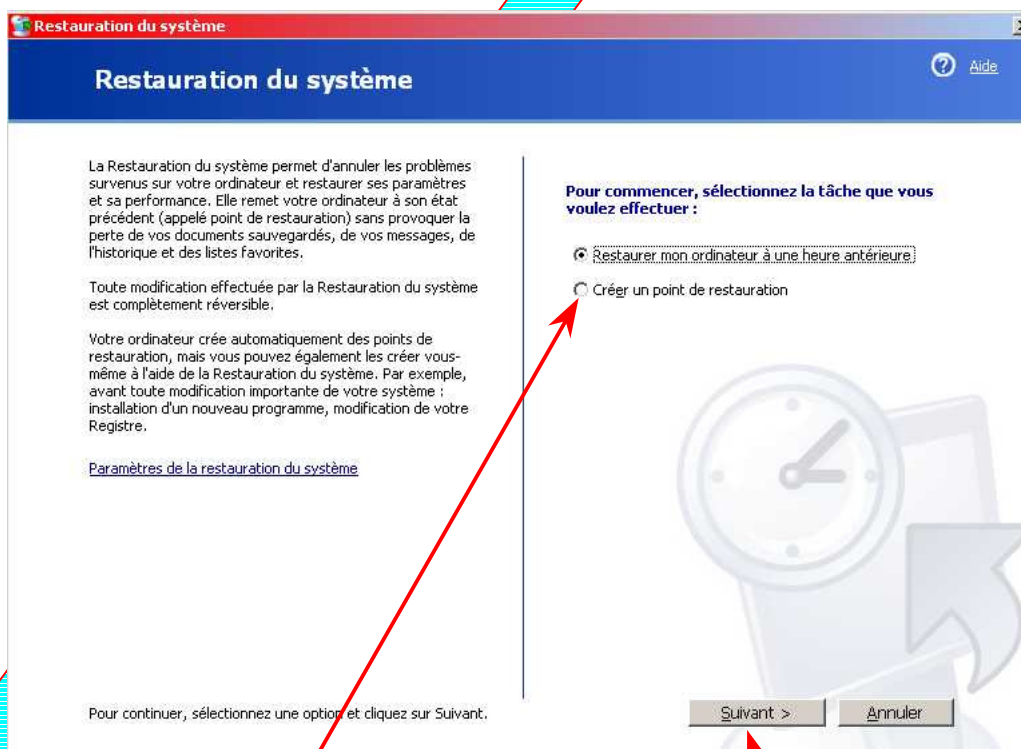 Restauration du système
Restauration du système
Aide
La Restauration du système permet d'annuler les problèmes
survenus sur votre ordinateur et restaurer ses paramètres
et sa performance. Elle remet votre ordinateur à son état
précédent (appelé point de restauration) sans provoquer la
perte de vos documents sauvegardés, de vos messages, de
l'historique et des listes favorites.
Toute modification effectuée par la Restauration du système
est complètement réversible.
Votre ordinateur crée automatiquement des points de
restauration, mais vous pouvez également les créer vous-
même à l'aide de la Restauration du système. Par exemple,
avant toute modification importante de votre système :
installation d'un nouveau programme, modification de votre
Registre.
Paramètres de la restauration du système
Pour commencer, sélectionnez la tâche que vous
voulez effectuer :
Restaurer mon ordinateur à une heure antérieure
Créer un point de restauration
Pour continuer, sélectionnez une option et cliquez sur Suivant.
Suivant >
Annuler